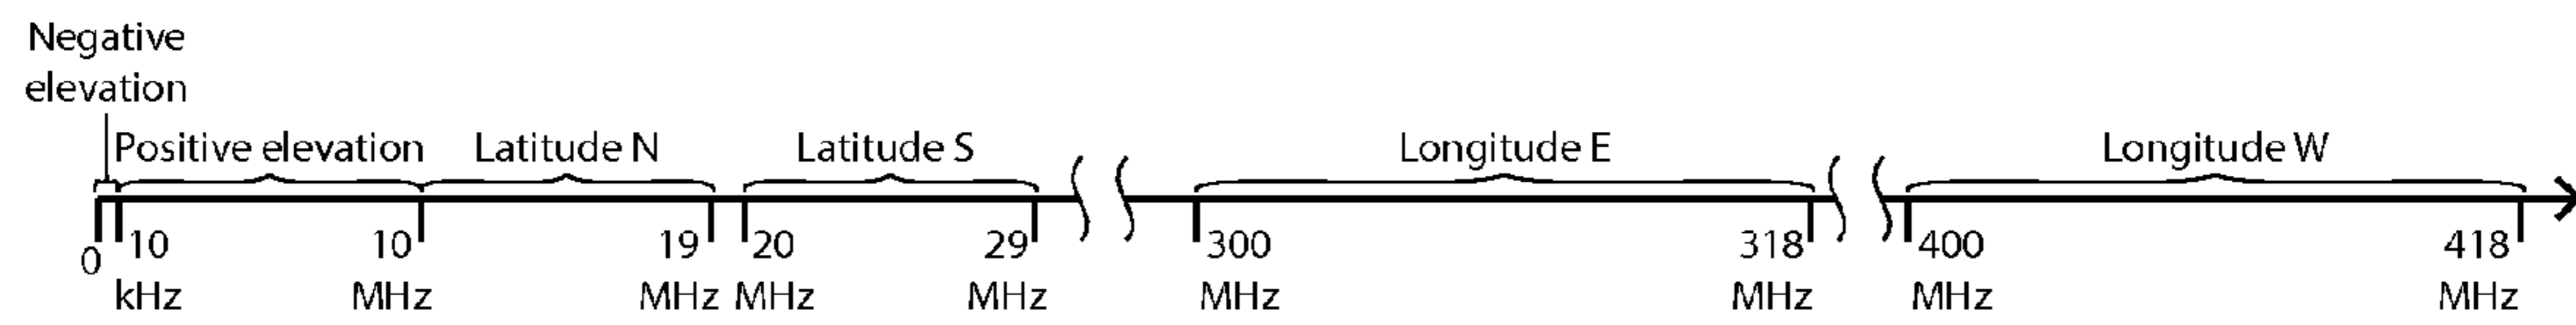 Negative
elevation
Positive elevation Latitude N Latitude S Longitude E Longitude W
0 10 10 19 20 29 300 318 400 418
kHz MHz MHz MHz MHz MHz MHz MHz MHz